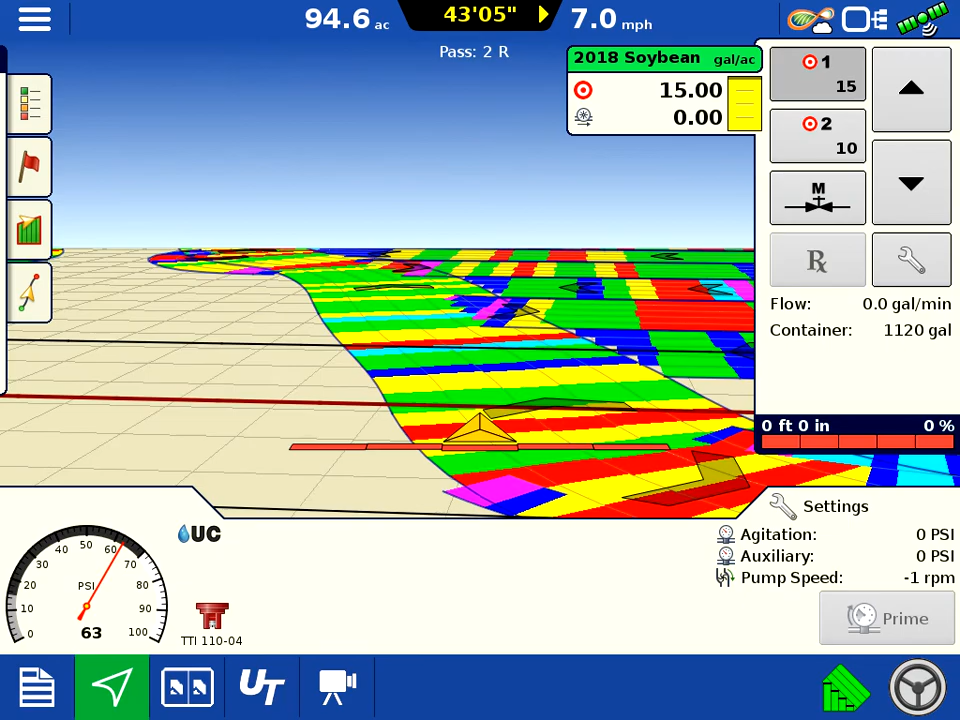 94.6 ac
43'05"
7.0 mph
Pass: 2 R
2018 Soybean gal/ac
15.00
0.00
1
15
2
10
M
Rx
Flow: 0.0 gal/min
Container: 1120 gal
0 ft 0 in 0 %
Settings
Agitation: 0 PSI
Auxiliary: 0 PSI
Pump Speed: -1 rpm
Prime
UC
0
10
20
30
40
50
60
70
80
90
100
PSI
63
TTI 110-04
UT